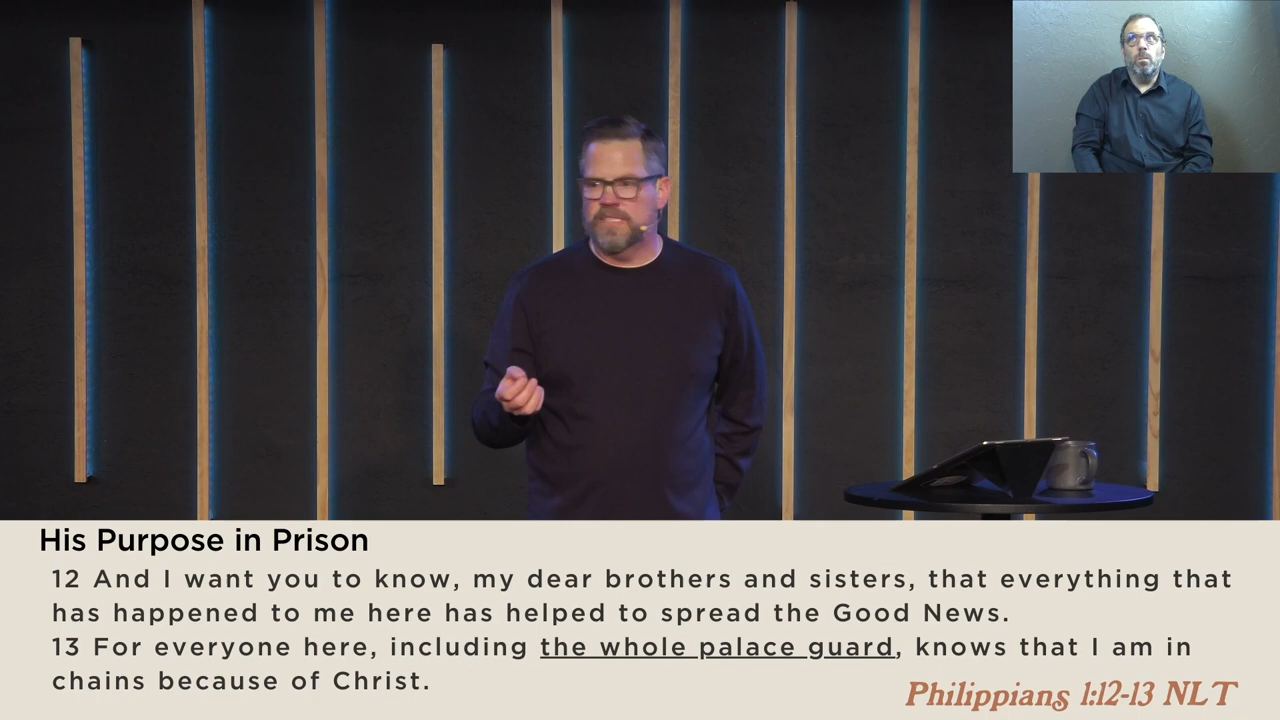 His Purpose in Prison
12 And I want you to know, my dear brothers and sisters, that everything that
has happened to me here has helped to spread the Good News.
13 For everyone here, including the whole palace guard, knows that I am in
chains because of Christ.
Philippians 1:12-13 NLT